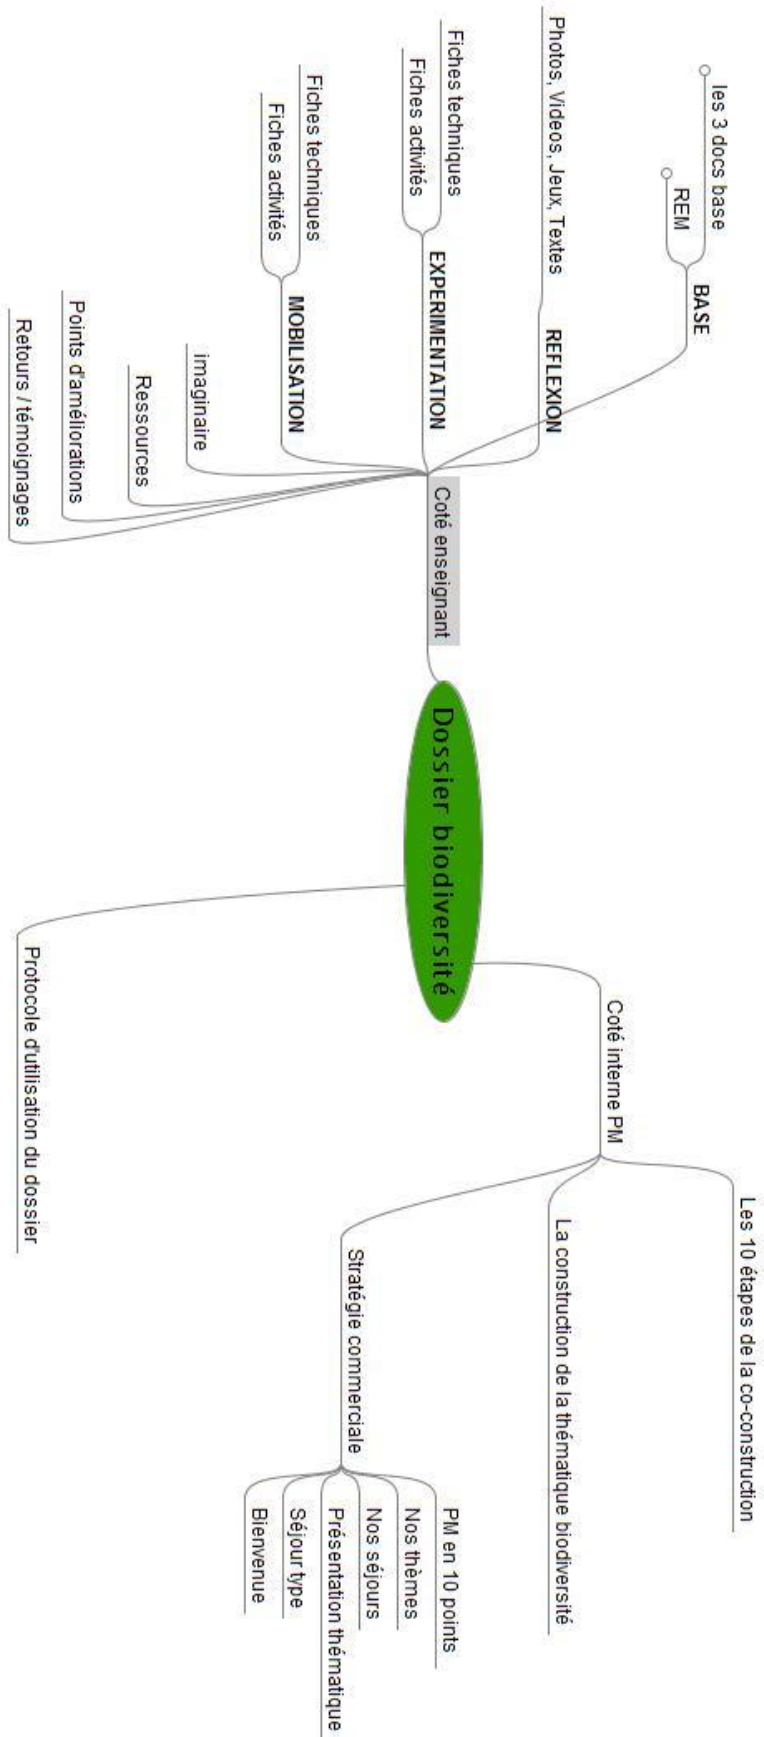 Dossier biodiversité
Coté enseignant
BASE
les 3 docs base
REM
REFLEXION
Photos, Videos, Jeux, Textes
EXPERIMENTATION
Fiches techniques
Fiches activités
MOBILISATION
Fiches techniques
Fiches activités
imaginaire
Ressources
Points d'améliorations
Retours / témoignages
Coté interne PM
Les 10 étapes de la co-construction
La construction de la thématique biodiversité
Stratégie commerciale
PM en 10 points
Nos thèmes
Nos séjours
Présentation thématique
Séjour type
Bienvenue
Protocole d'utilisation du dossier